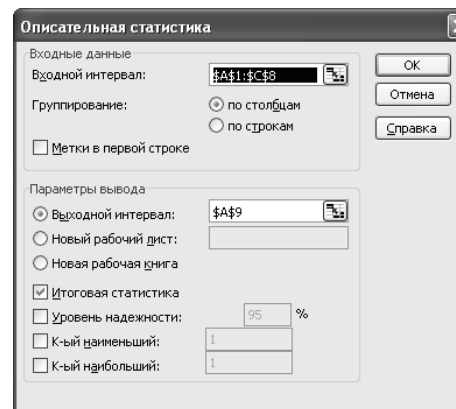 Описательная статистика
Входные данные
Входной интервал: $A$1:$C$8
Группирование: по столбцам
по строкам
Метки в первой строке
OK
Отмена
Справка
Параметры вывода
Выходной интервал: $A$9
Новый рабочий лист:
Новая рабочая книга
Итоговая статистика
Уровень надежности: 95 %
К-ый наименьший: 1
К-ый наибольший: 1